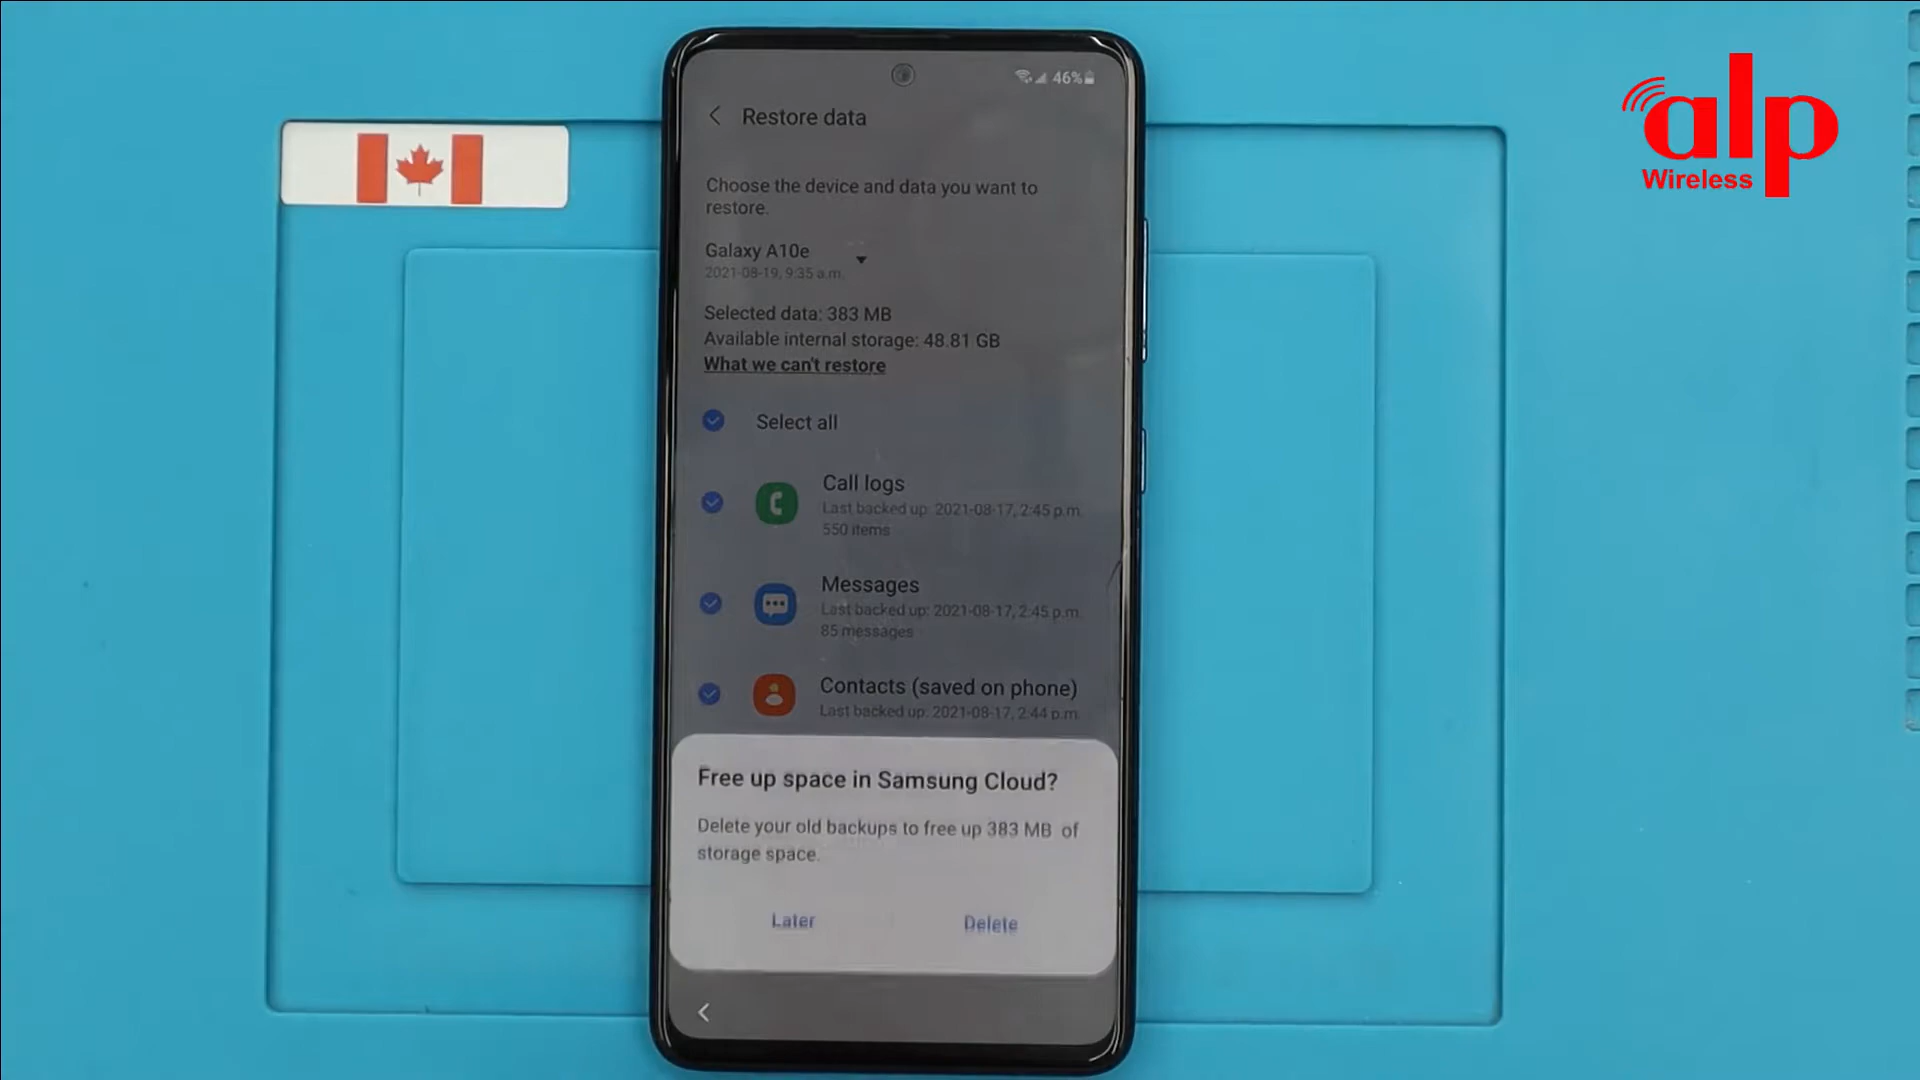 46%
Restore data
Choose the device and data you want to
restore.
Galaxy A10e
2021-08-19, 9:35 a.m.
Selected data: 383 MB
Available internal storage: 48.81 GB
What we can't restore
Select all
Call logs
Last backed up: 2021-08-17, 2:45 p.m.
550 items
Messages
Last backed up: 2021-08-17, 2:45 p.m.
85 messages
Contacts (saved on phone)
Last backed up: 2021-08-17, 2:44 p.m.
Free up space in Samsung Cloud?
Delete your old backups to free up 383 MB of
storage space.
Later Delete
alp
Wireless